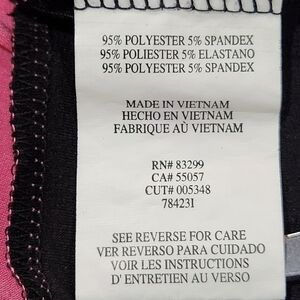 95% POLYESTER 5% SPANDEX
95% POLIESTER 5% ELASTANO
95% POLYESTER 5% SPANDEX
MADE IN VIETNAM
HECHO EN VIETNAM
FABRIQUE AÙ VIETNAM
RN# 83299
CA# 55057
CUT# 005348
784231
SEE REVERSE FOR CARE
VER REVERSO PARA CUIDADO
VOIR LES INSTRUCTIONS
D' ENTRETIEN AU VERSO